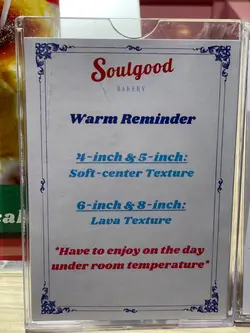 Soulgood
BAKERY
Warm Reminder
4-inch & 5-inch:
Soft-center Texture
6-inch & 8-inch:
Lava Texture
*Have to enjoy on the day
under room temperature*